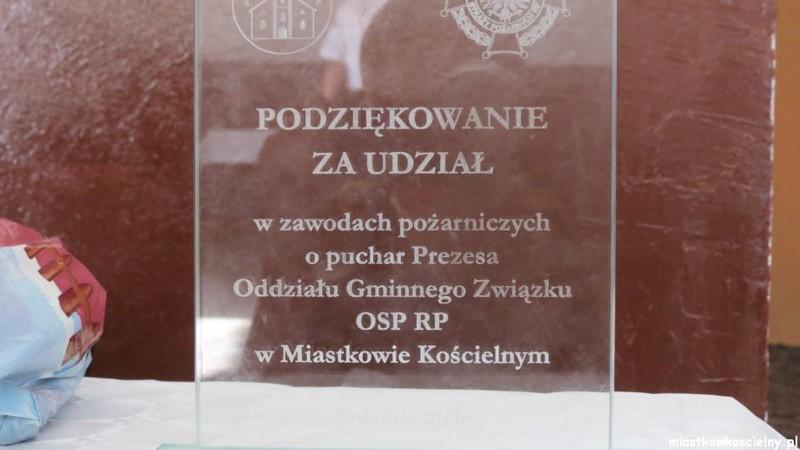 PODZIĘKOWANIE
ZA UDZIAŁ
w zawodach pożarniczych
o puchar Prezesa
Oddziału Gminnego Związku
OSP RP
w Miastkowie Kościelnym
miastkowkoscielny.pl